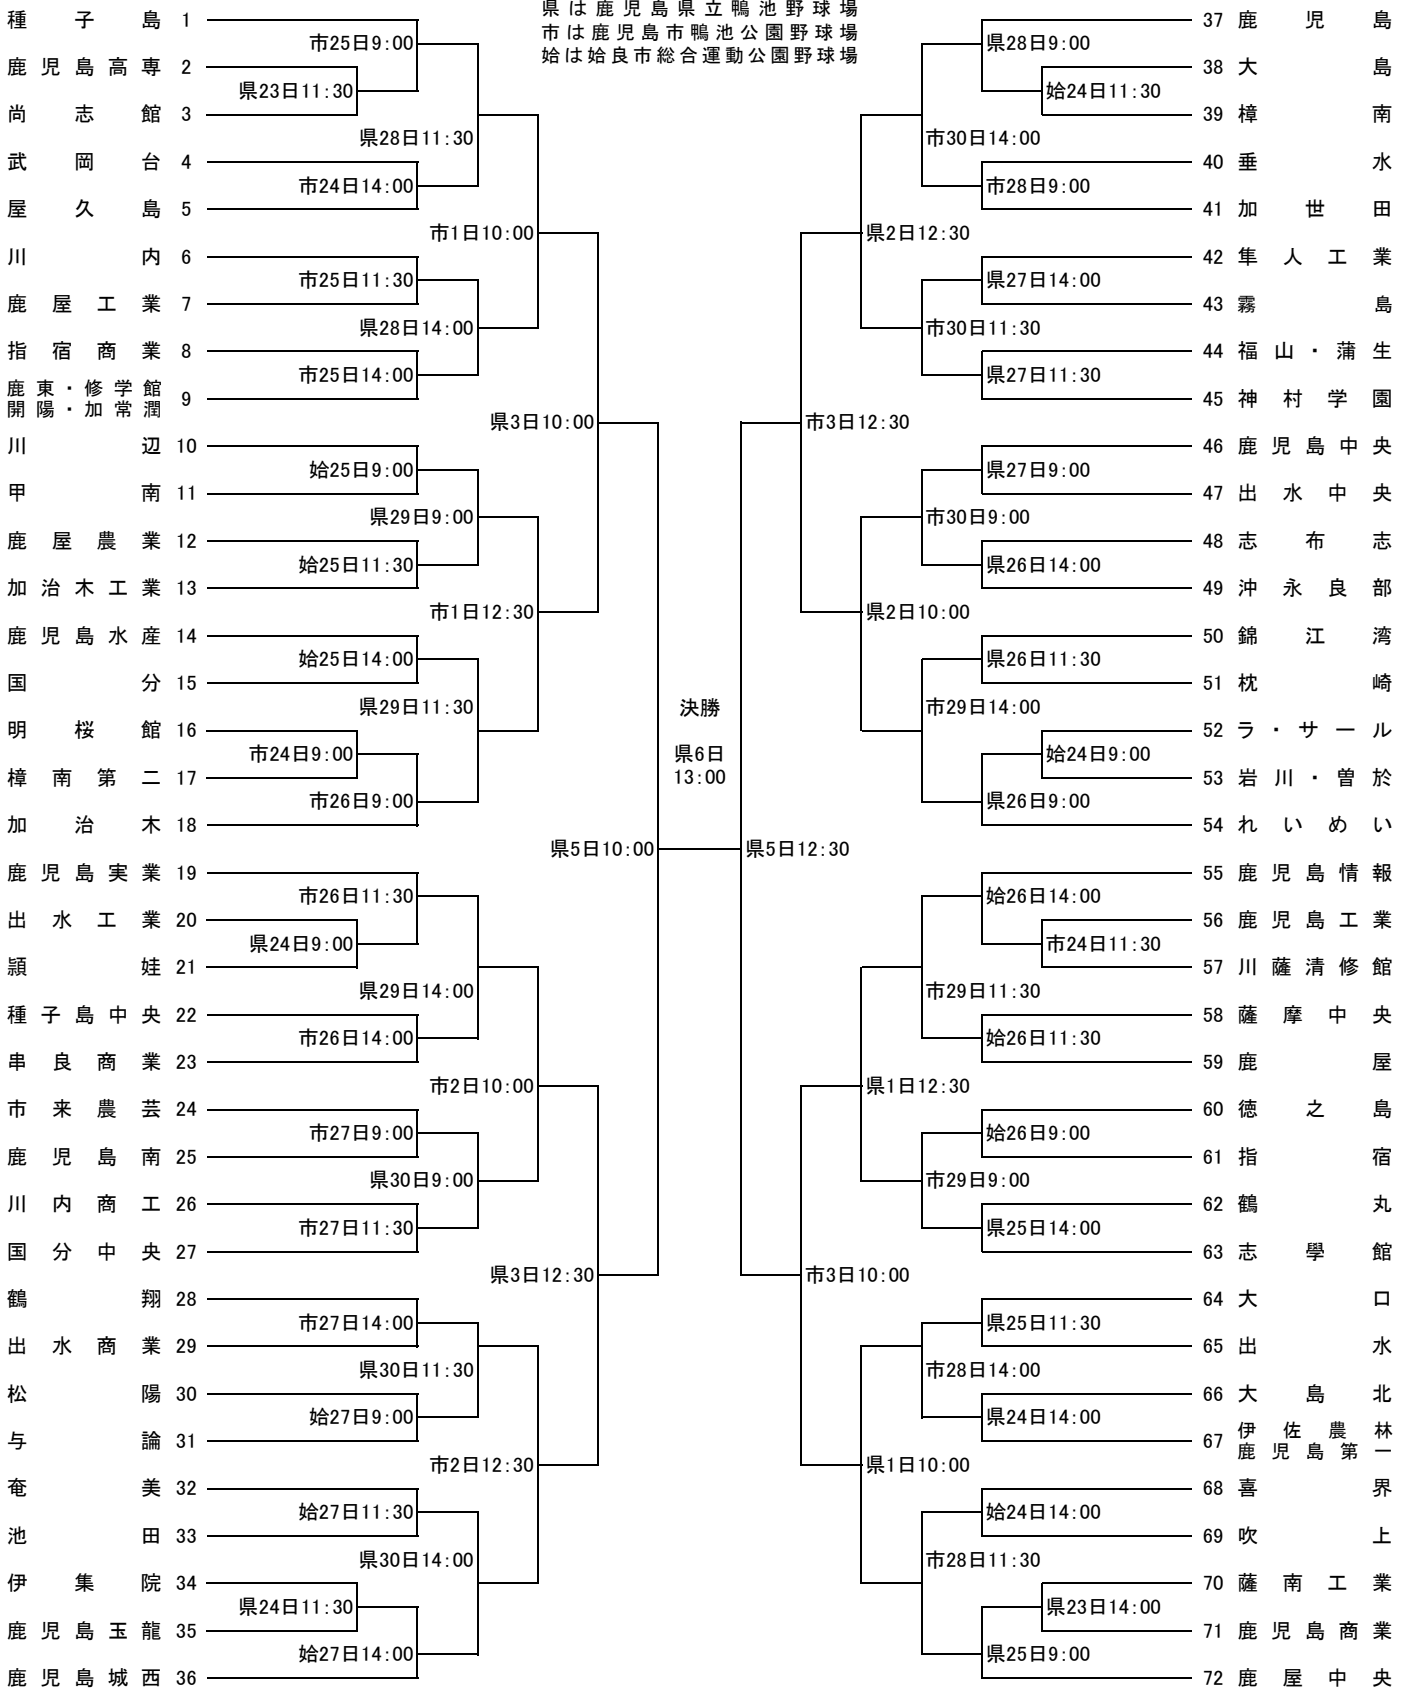 県は鹿児島県立鴨池野球場
市は鹿児島市鴨池公園野球場
姶は姶良市総合運動公園野球場
種子島 1
市25日9:00
鹿児島高専 2
県23日11:30
尚志館 3
県28日11:30
武岡台 4
市24日14:00
屋久島 5
市1日10:00
川内 6
市25日11:30
鹿屋工業 7
県28日14:00
指宿商業 8
市25日14:00
鹿東・修学館
開陽・加常潤 9
県3日10:00
川辺 10
姶25日9:00
甲南 11
県29日9:00
鹿屋農業 12
姶25日11:30
加治木工業 13
市1日12:30
鹿児島水産 14
姶25日14:00
国分 15
県29日11:30
明桜館 16
市24日9:00
樟南第二 17
市26日9:00
加治木 18
県5日10:00
鹿児島実業 19
市26日11:30
出水工業 20
県24日9:00
頴娃 21
県29日14:00
種子島中央 22
市26日14:00
串良商業 23
市2日10:00
市来農芸 24
市27日9:00
鹿児島南 25
県30日9:00
川内商工 26
市27日11:30
国分中央 27
県3日12:30
鶴翔 28
市27日14:00
出水商業 29
県30日11:30
松陽 30
姶27日9:00
与論 31
市2日12:30
奄美 32
姶27日11:30
池田 33
県30日14:00
伊集院 34
県24日11:30
鹿児島玉龍 35
姶27日14:00
鹿児島城西 36
決勝
県6日
13:00
37 鹿児島
県28日9:00
38 大島
姶24日11:30
39 樟南
市30日14:00
40 垂水
市28日9:00
41 加世田
県2日12:30
42 隼人工業
県27日14:00
43 霧島
市30日11:30
44 福山・蒲生
県27日11:30
45 神村学園
市3日12:30
46 鹿児島中央
県27日9:00
47 出水中央
市30日9:00
48 志布志
県26日14:00
49 沖永良部
県2日10:00
50 錦江湾
県26日11:30
51 枕崎
市29日14:00
52 ラ・サール
姶24日9:00
53 岩川・曽於
県26日9:00
54 れいめい
県5日12:30
55 鹿児島情報
姶26日14:00
56 鹿児島工業
市24日11:30
57 川薩清修館
市29日11:30
58 薩摩中央
姶26日11:30
59 鹿屋
県1日12:30
60 徳之島
姶26日9:00
61 指宿
市29日9:00
62 鶴丸
県25日14:00
63 志學館
市3日10:00
64 大口
県25日11:30
65 出水
市28日14:00
66 大島北
県24日14:00
67 伊佐農林
鹿児島第一
県1日10:00
68 喜界
姶24日14:00
69 吹上
市28日11:30
70 薩南工業
県23日14:00
71 鹿児島商業
県25日9:00
72 鹿屋中央